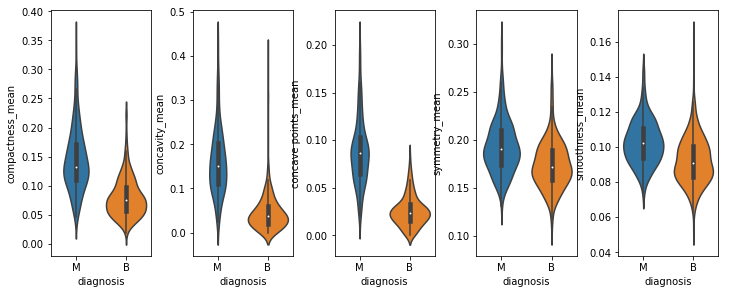 compactness_mean
0.40
0.35
0.30
0.25
0.20
0.15
0.10
0.05
0.00
M B
diagnosis
concavity_mean
0.5
0.4
0.3
0.2
0.1
0.0
M B
diagnosis
concave points_mean
0.20
0.15
0.10
0.05
0.00
M B
diagnosis
symmetry_mean
0.30
0.25
0.20
0.15
0.10
M B
diagnosis
smoothness_mean
0.16
0.14
0.12
0.10
0.08
0.06
0.04
M B
diagnosis